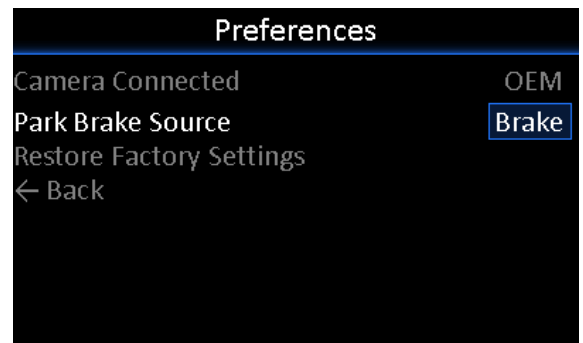 Preferences
Camera Connected OEM
Park Brake Source Brake
Restore Factory Settings
← Back